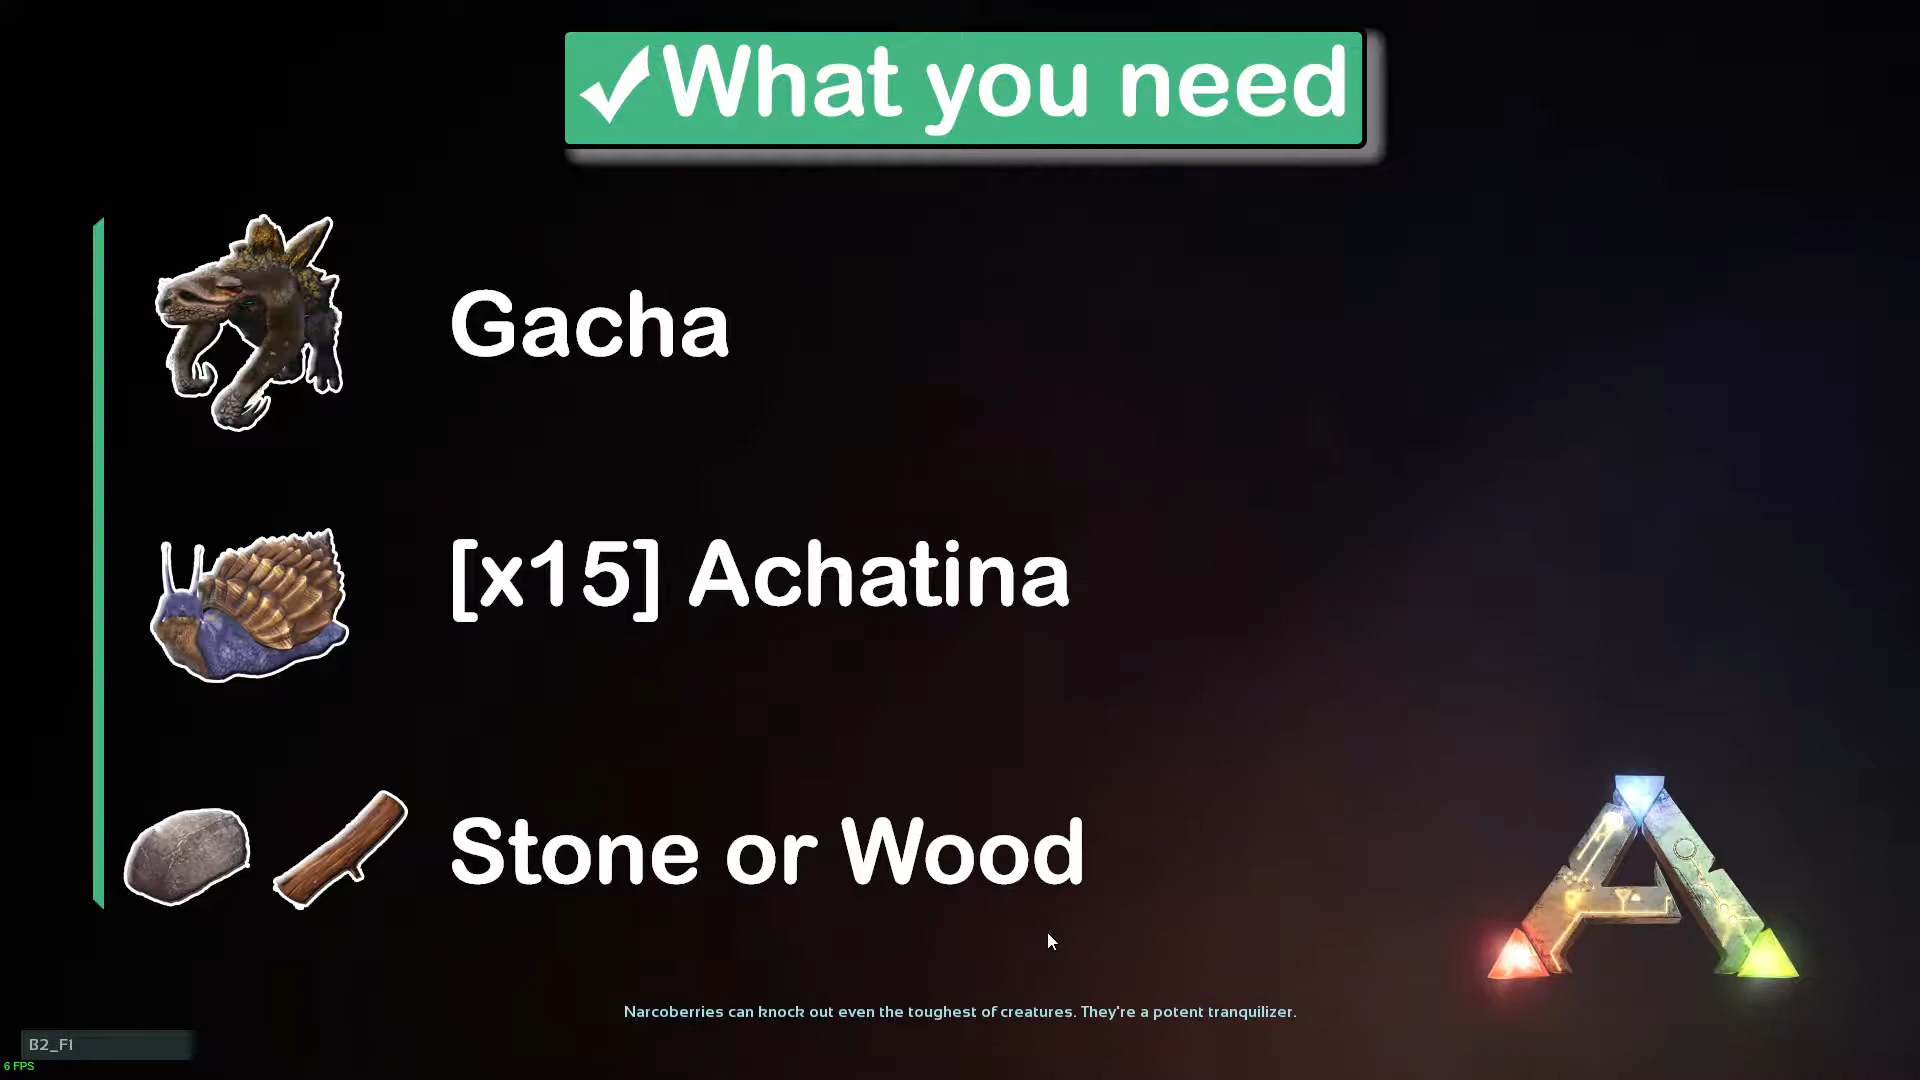 ✓What you need
Gacha
[x15] Achatina
Stone or Wood
Narcoberries can knock out even the toughest of creatures. They're a potent tranquilizer.
B2_F1
6 FPS